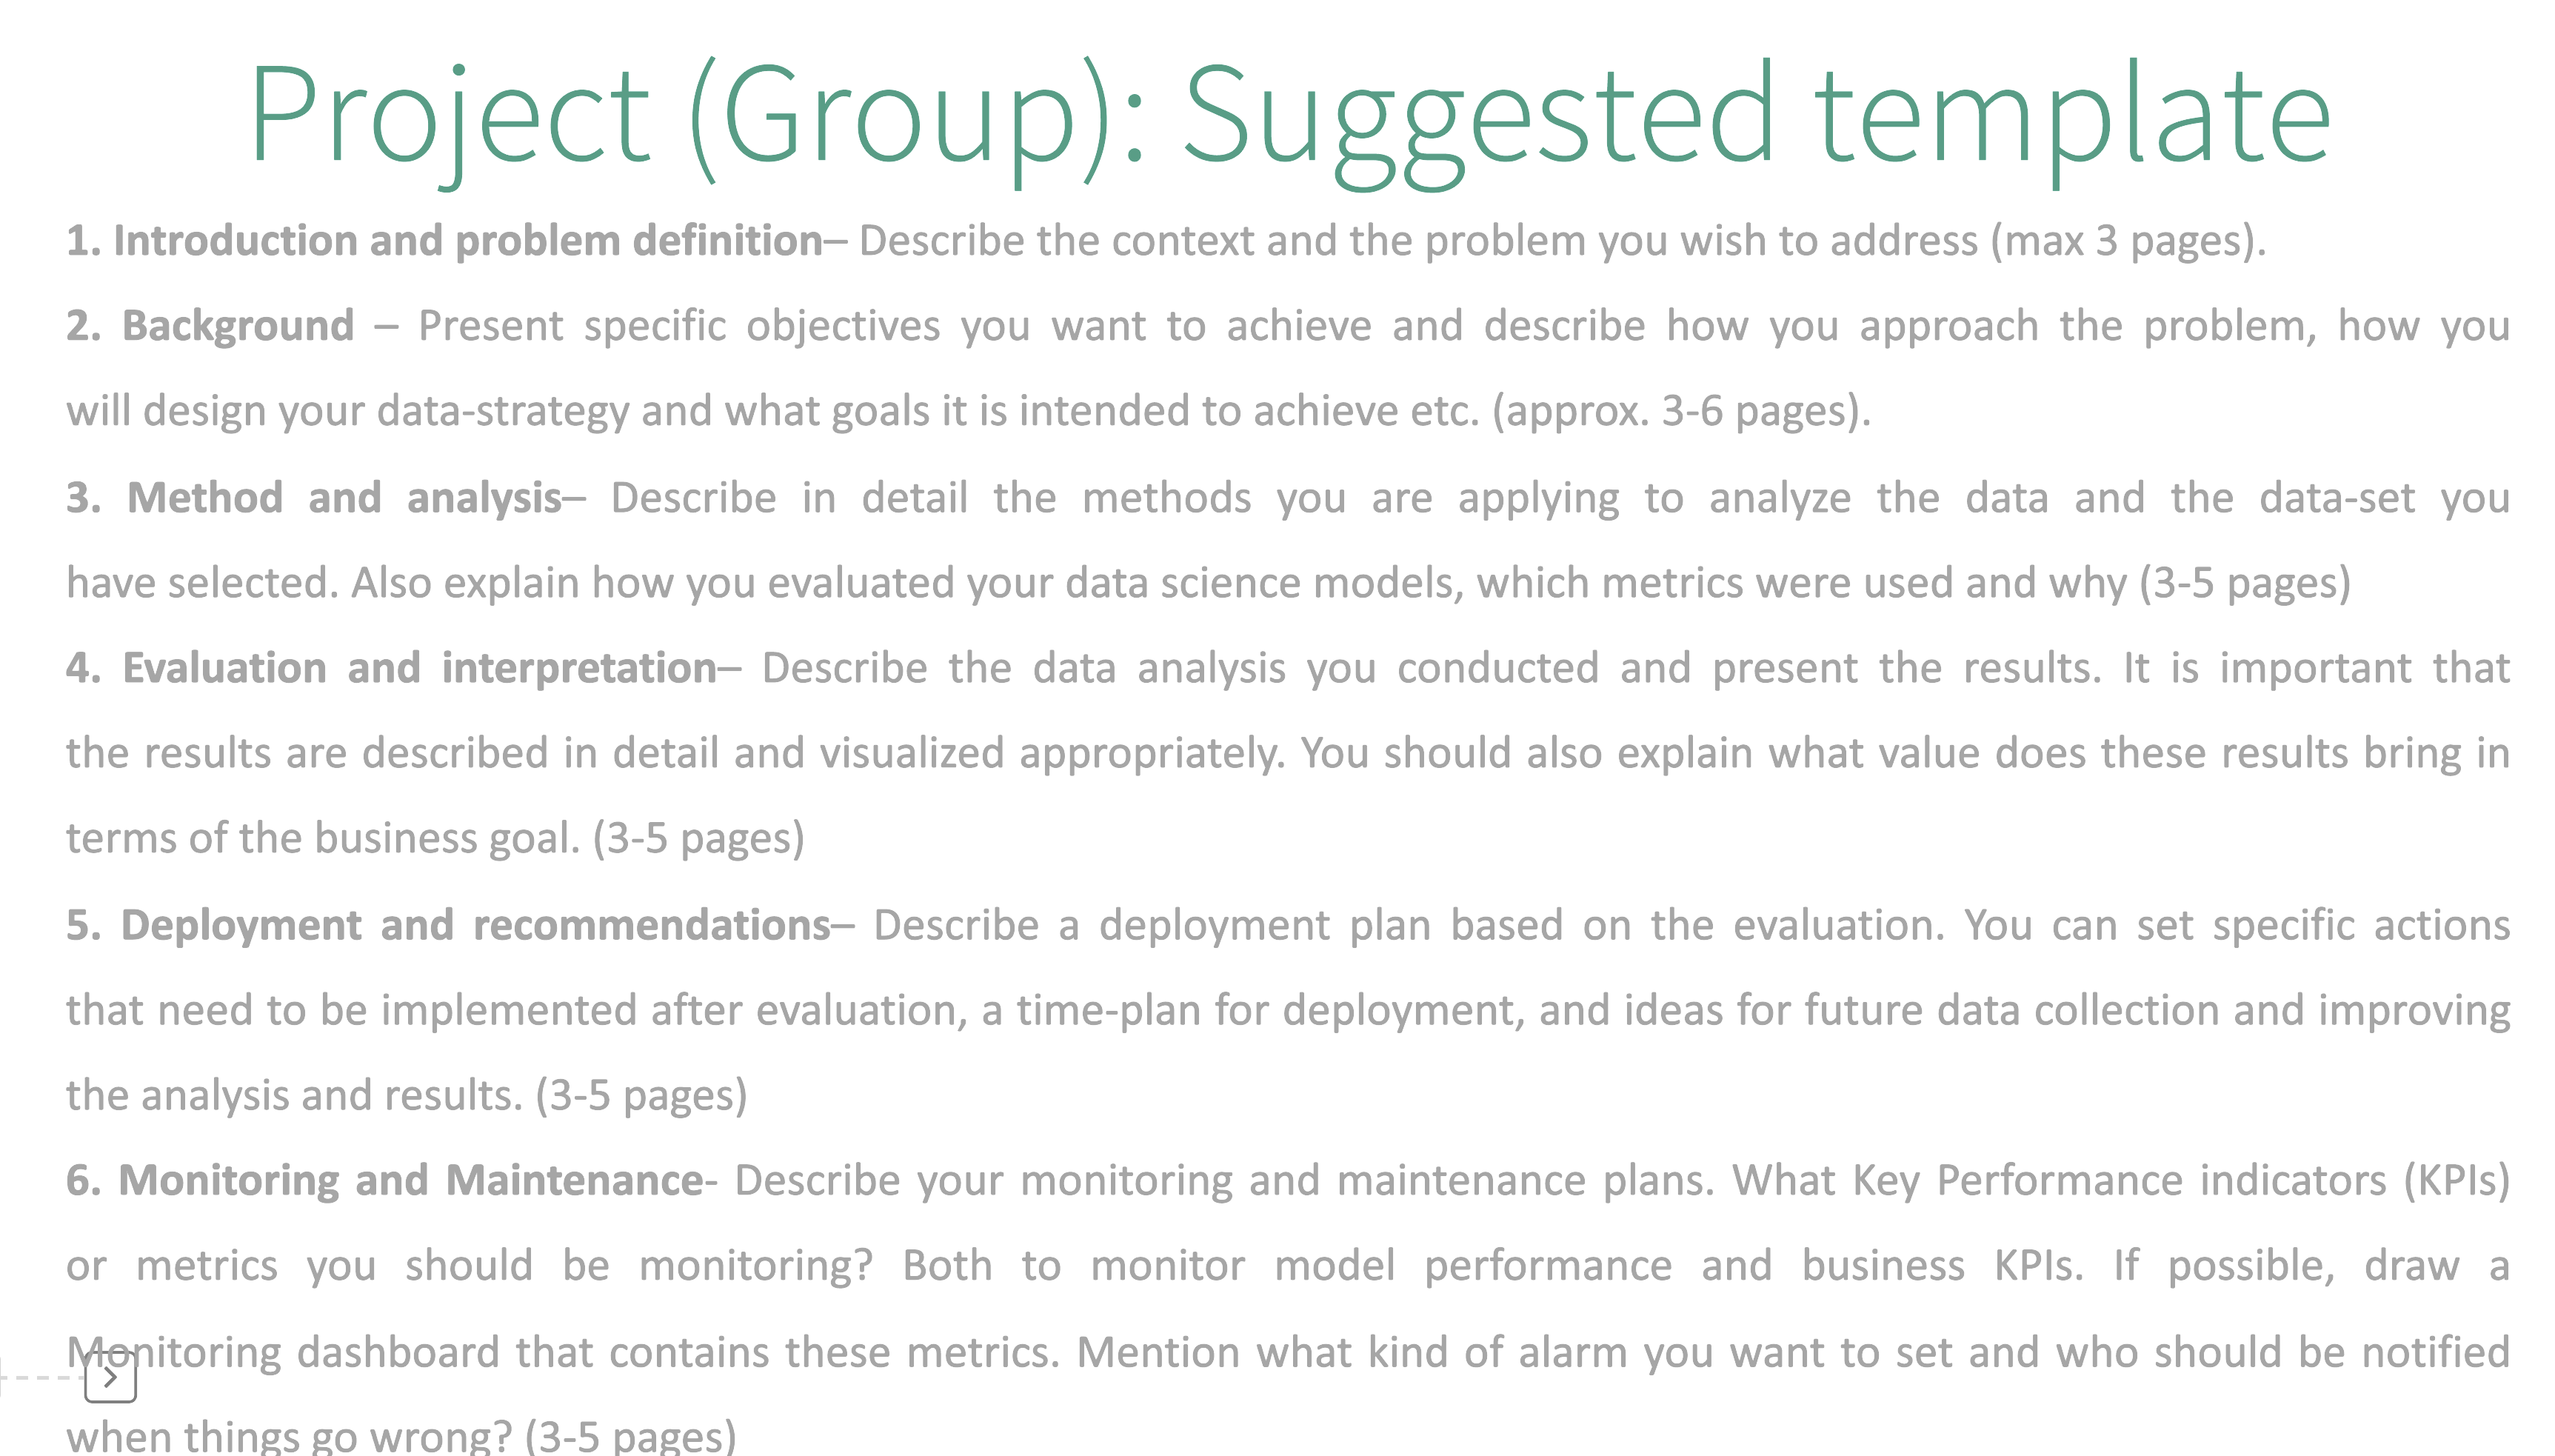 Project (Group): Suggested template
1. Introduction and problem definition– Describe the context and the problem you wish to address (max 3 pages).
2. Background – Present specific objectives you want to achieve and describe how you approach the problem, how you
will design your data-strategy and what goals it is intended to achieve etc. (approx. 3-6 pages).
3. Method and analysis– Describe in detail the methods you are applying to analyze the data and the data-set you
have selected. Also explain how you evaluated your data science models, which metrics were used and why (3-5 pages)
4. Evaluation and interpretation– Describe the data analysis you conducted and present the results. It is important that
the results are described in detail and visualized appropriately. You should also explain what value does these results bring in
terms of the business goal. (3-5 pages)
5. Deployment and recommendations– Describe a deployment plan based on the evaluation. You can set specific actions
that need to be implemented after evaluation, a time-plan for deployment, and ideas for future data collection and improving
the analysis and results. (3-5 pages)
6. Monitoring and Maintenance- Describe your monitoring and maintenance plans. What Key Performance indicators (KPIs)
or metrics you should be monitoring? Both to monitor model performance and business KPIs. If possible, draw a
Monitoring dashboard that contains these metrics. Mention what kind of alarm you want to set and who should be notified
when things go wrong? (3-5 pages)